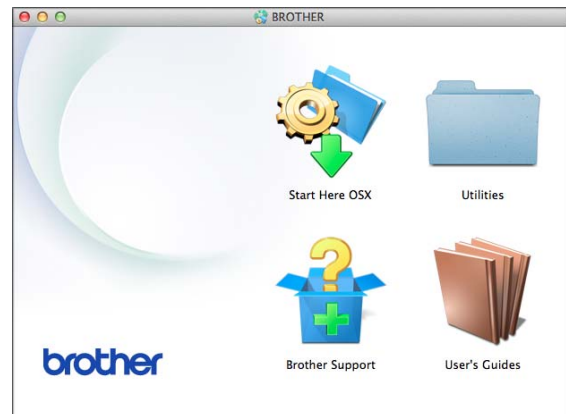 BROTHER
Start Here OSX
Utilities
Brother Support
User's Guides
brother